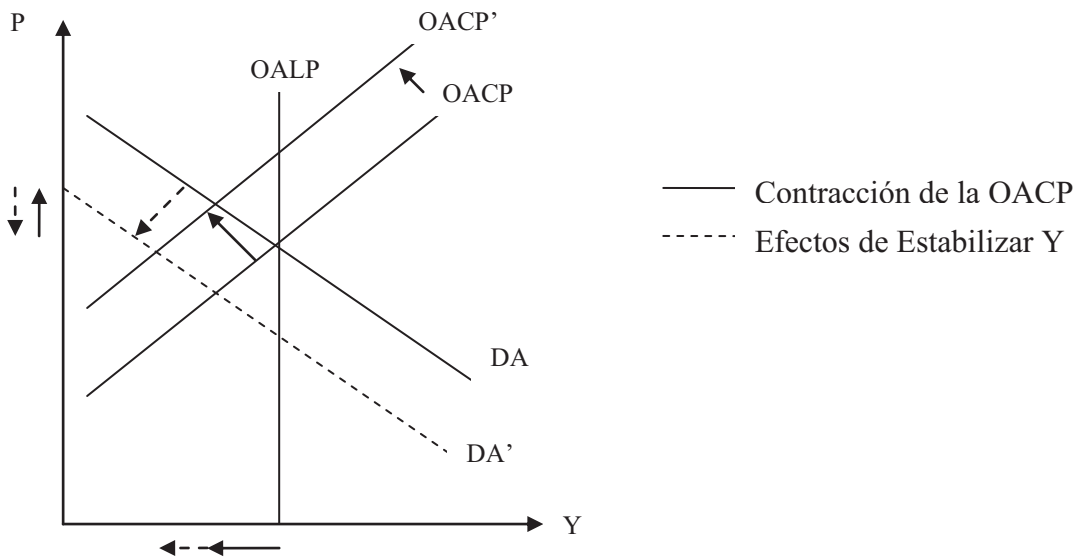 P
OACP’
OALP
OACP
Contracción de la OACP
Efectos de Estabilizar Y
DA
DA’
Y